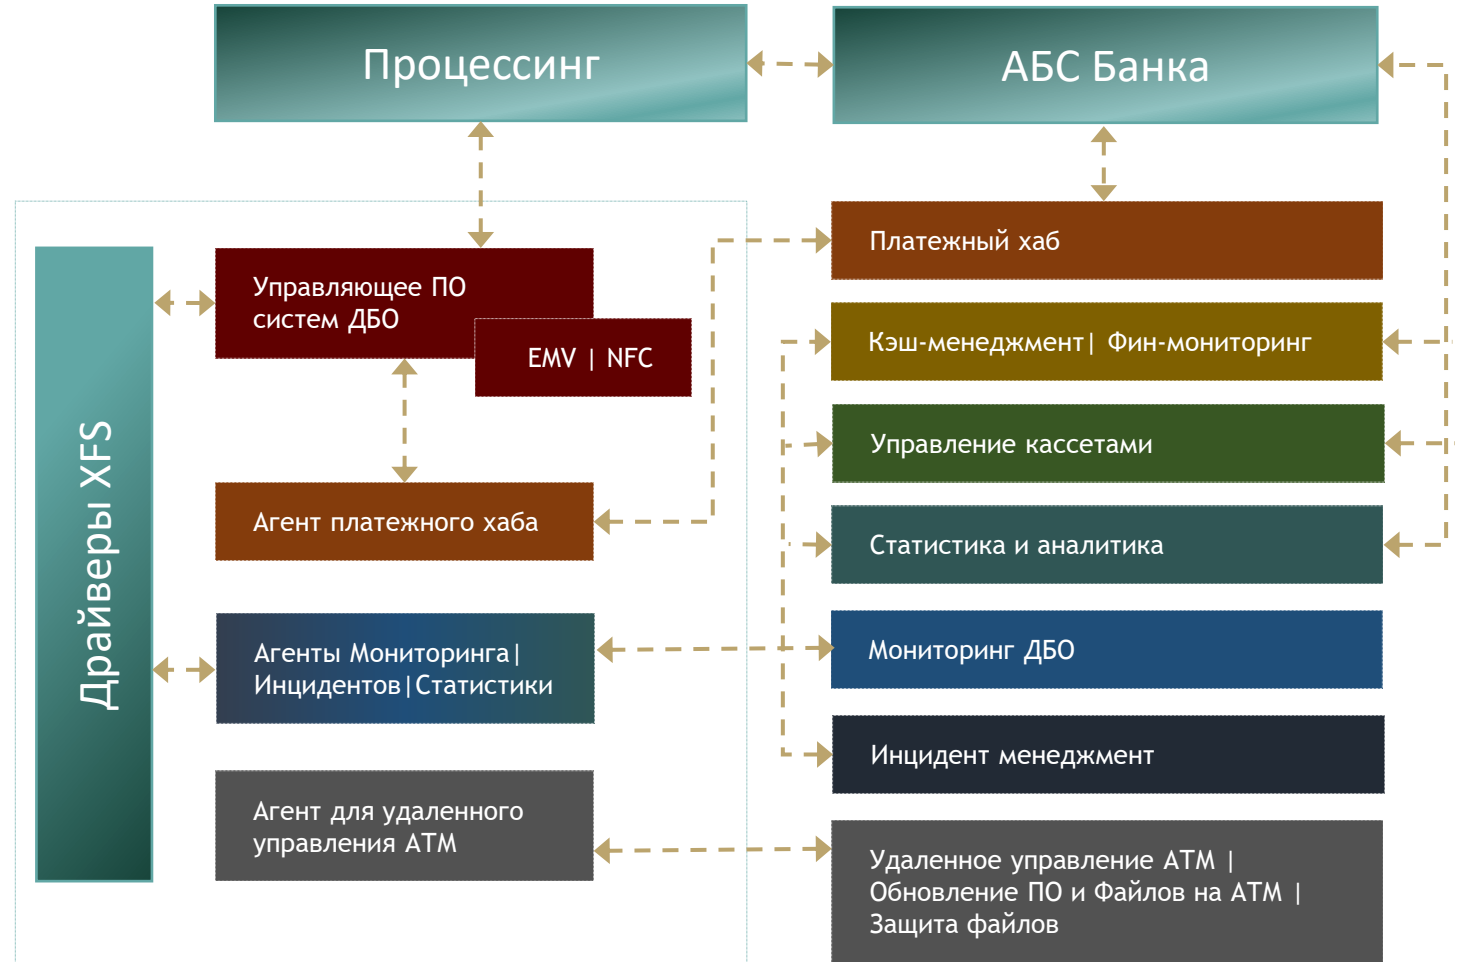 Процессинг
АБС Банка
Драйверы XFS
Управляющее ПО
систем ДБО
EMV | NFC
Агент платежного хаба
Агенты Мониторинга|
Инцидентов|Статистики
Агент для удаленного
управления АТМ
Платежный хаб
Кэш-менеджмент| Фин-мониторинг
Управление кассетами
Статистика и аналитика
Мониторинг ДБО
Инцидент менеджмент
Удаленное управление АТМ |
Обновление ПО и Файлов на АТМ |
Защита файлов